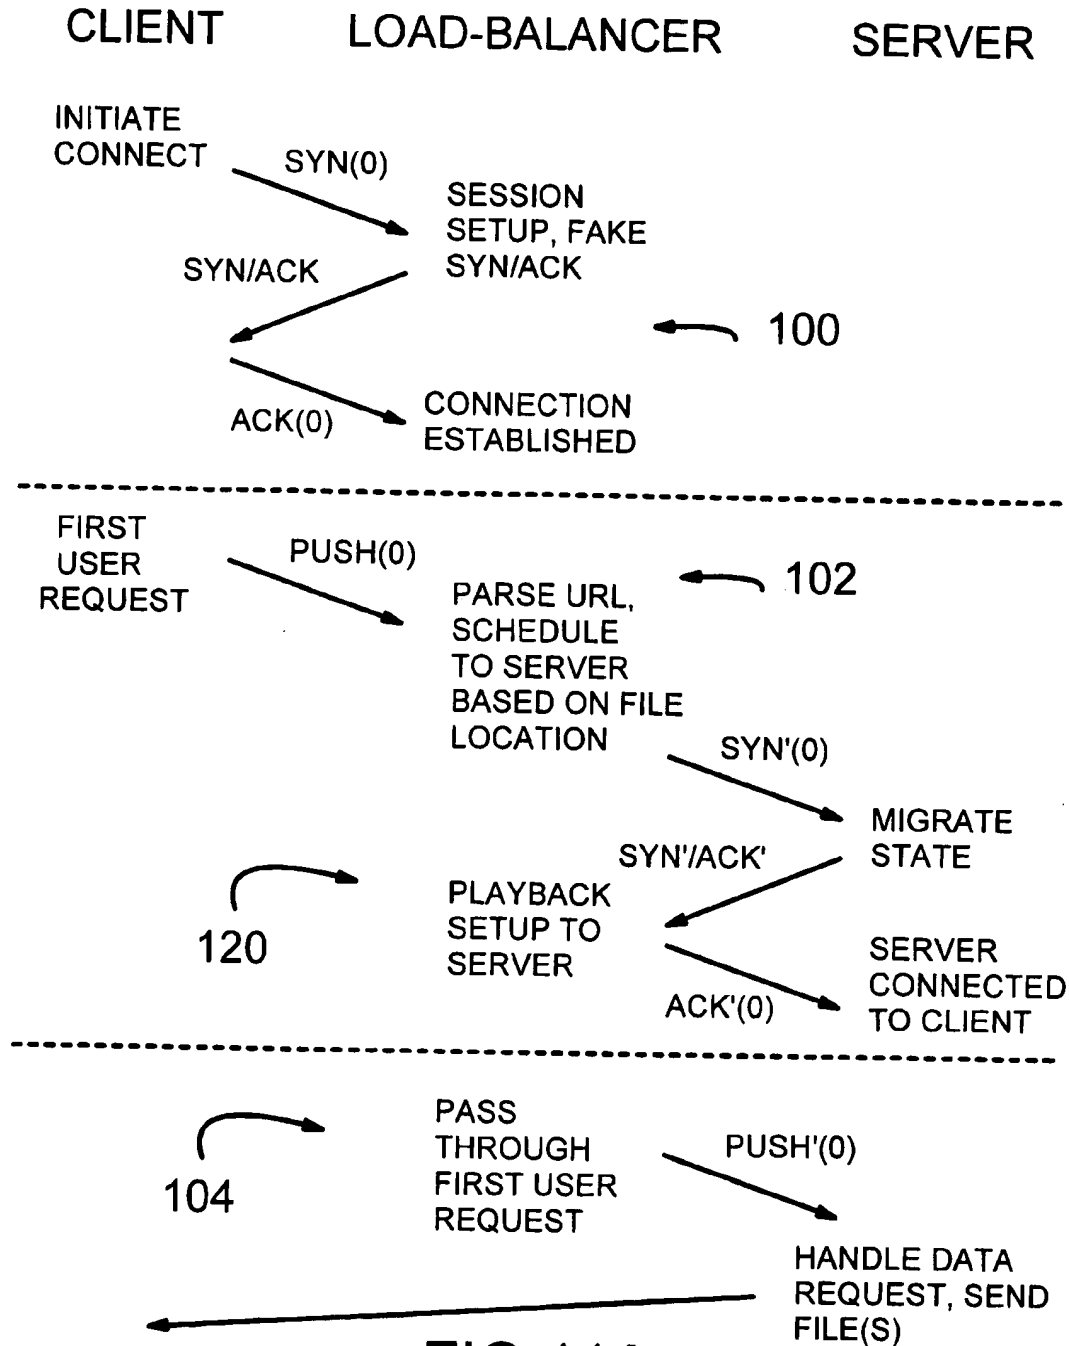 CLIENT
LOAD-BALANCER
SERVER
INITIATE
CONNECT
SYN(0)
SESSION
SETUP, FAKE
SYN/ACK
SYN/ACK
100
ACK(0)
CONNECTION
ESTABLISHED
FIRST
USER
REQUEST
PUSH(0)
102
PARSE URL,
SCHEDULE
TO SERVER
BASED ON FILE
LOCATION
SYN'(0)
MIGRATE
STATE
SYN'/ACK'
120
PLAYBACK
SETUP TO
SERVER
ACK'(0)
SERVER
CONNECTED
TO CLIENT
104
PASS
THROUGH
FIRST USER
REQUEST
PUSH'(0)
HANDLE DATA
REQUEST, SEND
FILE(S)